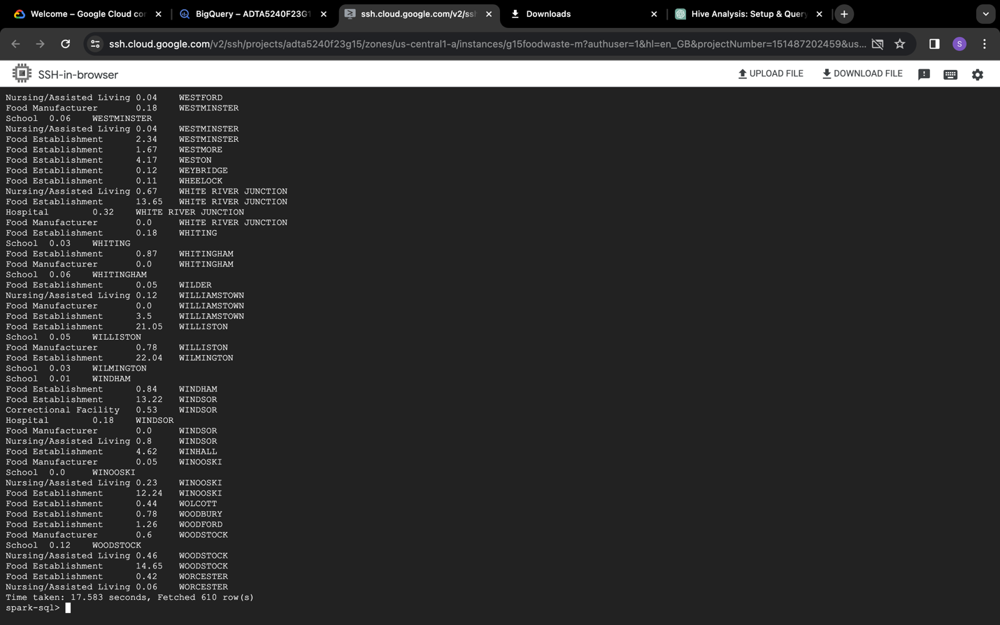 Welcome – Google Cloud con
BigQuery – ADTA5240F23G1
ssh.cloud.google.com/v2/ssh
Downloads
Hive Analysis: Setup & Query
ssh.cloud.google.com/v2/ssh/projects/adta5240f23g15/zones/us-central1-a/instances/g15foodwaste-m?authuser=1&hl=en_GB&projectNumber=151487202459&us...
S
SSH-in-browser
UPLOAD FILE
DOWNLOAD FILE
Nursing/Assisted Living 0.04 WESTFORD
Food Manufacturer 0.18 WESTMINSTER
School 0.06 WESTMINSTER
Nursing/Assisted Living 0.04 WESTMINSTER
Food Establishment 2.34 WESTMINSTER
Food Establishment 1.67 WESTMORE
Food Establishment 4.17 WESTON
Food Establishment 0.12 WEYBRIDGE
Food Establishment 0.11 WHEELOCK
Nursing/Assisted Living 0.67 WHITE RIVER JUNCTION
Food Establishment 13.65 WHITE RIVER JUNCTION
Hospital 0.32 WHITE RIVER JUNCTION
Food Manufacturer 0.0 WHITE RIVER JUNCTION
Food Establishment 0.18 WHITING
School 0.03 WHITING
Food Establishment 0.87 WHITINGHAM
Food Manufacturer 0.0 WHITINGHAM
School 0.06 WHITINGHAM
Food Establishment 0.05 WILDER
Nursing/Assisted Living 0.12 WILLIAMSTOWN
Food Manufacturer 0.0 WILLIAMSTOWN
Food Establishment 3.5 WILLIAMSTOWN
Food Establishment 21.05 WILLISTON
School 0.05 WILLISTON
Food Manufacturer 0.78 WILLISTON
Food Establishment 22.04 WILMINGTON
School 0.03 WILMINGTON
School 0.01 WINDHAM
Food Establishment 0.84 WINDHAM
Food Establishment 13.22 WINDSOR
Correctional Facility 0.53 WINDSOR
Hospital 0.18 WINDSOR
Food Manufacturer 0.0 WINDSOR
Nursing/Assisted Living 0.8 WINDSOR
Food Establishment 4.62 WINHALL
Food Manufacturer 0.05 WINOOSKI
School 0.0 WINOOSKI
Nursing/Assisted Living 0.23 WINOOSKI
Food Establishment 12.24 WINOOSKI
Food Establishment 0.44 WOLCOTT
Food Establishment 0.78 WOODBURY
Food Establishment 1.26 WOODFORD
Food Manufacturer 0.6 WOODSTOCK
School 0.12 WOODSTOCK
Nursing/Assisted Living 0.46 WOODSTOCK
Food Establishment 14.65 WOODSTOCK
Food Establishment 0.42 WORCESTER
Nursing/Assisted Living 0.06 WORCESTER
Time taken: 17.583 seconds, Fetched 610 row(s)
spark-sql>